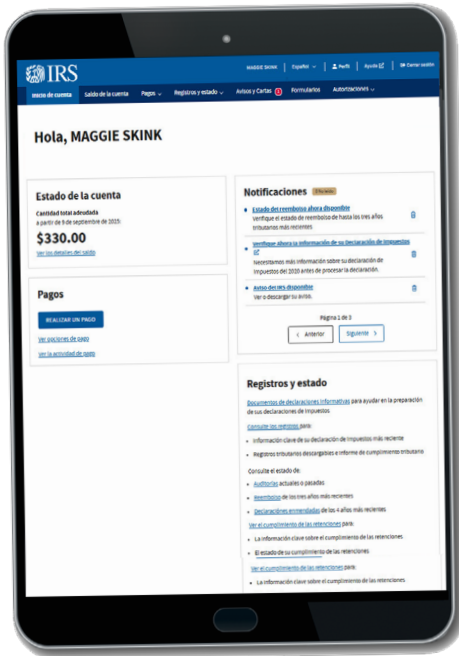 IRS
MAGGIE SKINK
Español
Perfil
Ayuda
Cerrar sesión
Inicio de cuenta
Saldo de la cuenta
Pagos
Registros y estado
Avisos y Cartas
Formularios
Autorizaciones
Hola, MAGGIE SKINK
Estado de la cuenta
Cantidad total adeudada
a partir de 9 de septiembre de 2025:
$330.00
Ver los detalles del saldo
Pagos
REALIZAR UN PAGO
Ver opciones de pago
Ver la actividad de pago
Notificaciones
Estado del reembolso ahora disponible
Verifique el estado de reembolso de hasta los tres años
tributarios más recientes
Verifique Ahora la Información de su Declaración de Impuestos
Necesitamos más información sobre su declaración de
impuestos del 2020 antes de procesar la declaración.
Aviso del IRS disponible
Ver o descargar su aviso.
Página 1 de 3
Anterior
Siguiente
Registros y estado
Documentos de declaraciones informativas para ayudar en la preparación
de sus declaraciones de impuestos
Consulte los registros para:
• Información clave de su declaración de impuestos más reciente
• Registros tributarios descargables e informe de cumplimiento tributario
Consulte el estado de:
• Auditorías actuales o pasadas
• Reembolso de los tres años más recientes
• Declaraciones enmendadas de los 4 años más recientes
Ver el cumplimiento de las retenciones para:
• La información clave sobre el cumplimiento de las retenciones
• El estado de su cumplimiento de las retenciones
Ver el cumplimiento de las retenciones para:
• La información clave sobre el cumplimiento de las retenciones